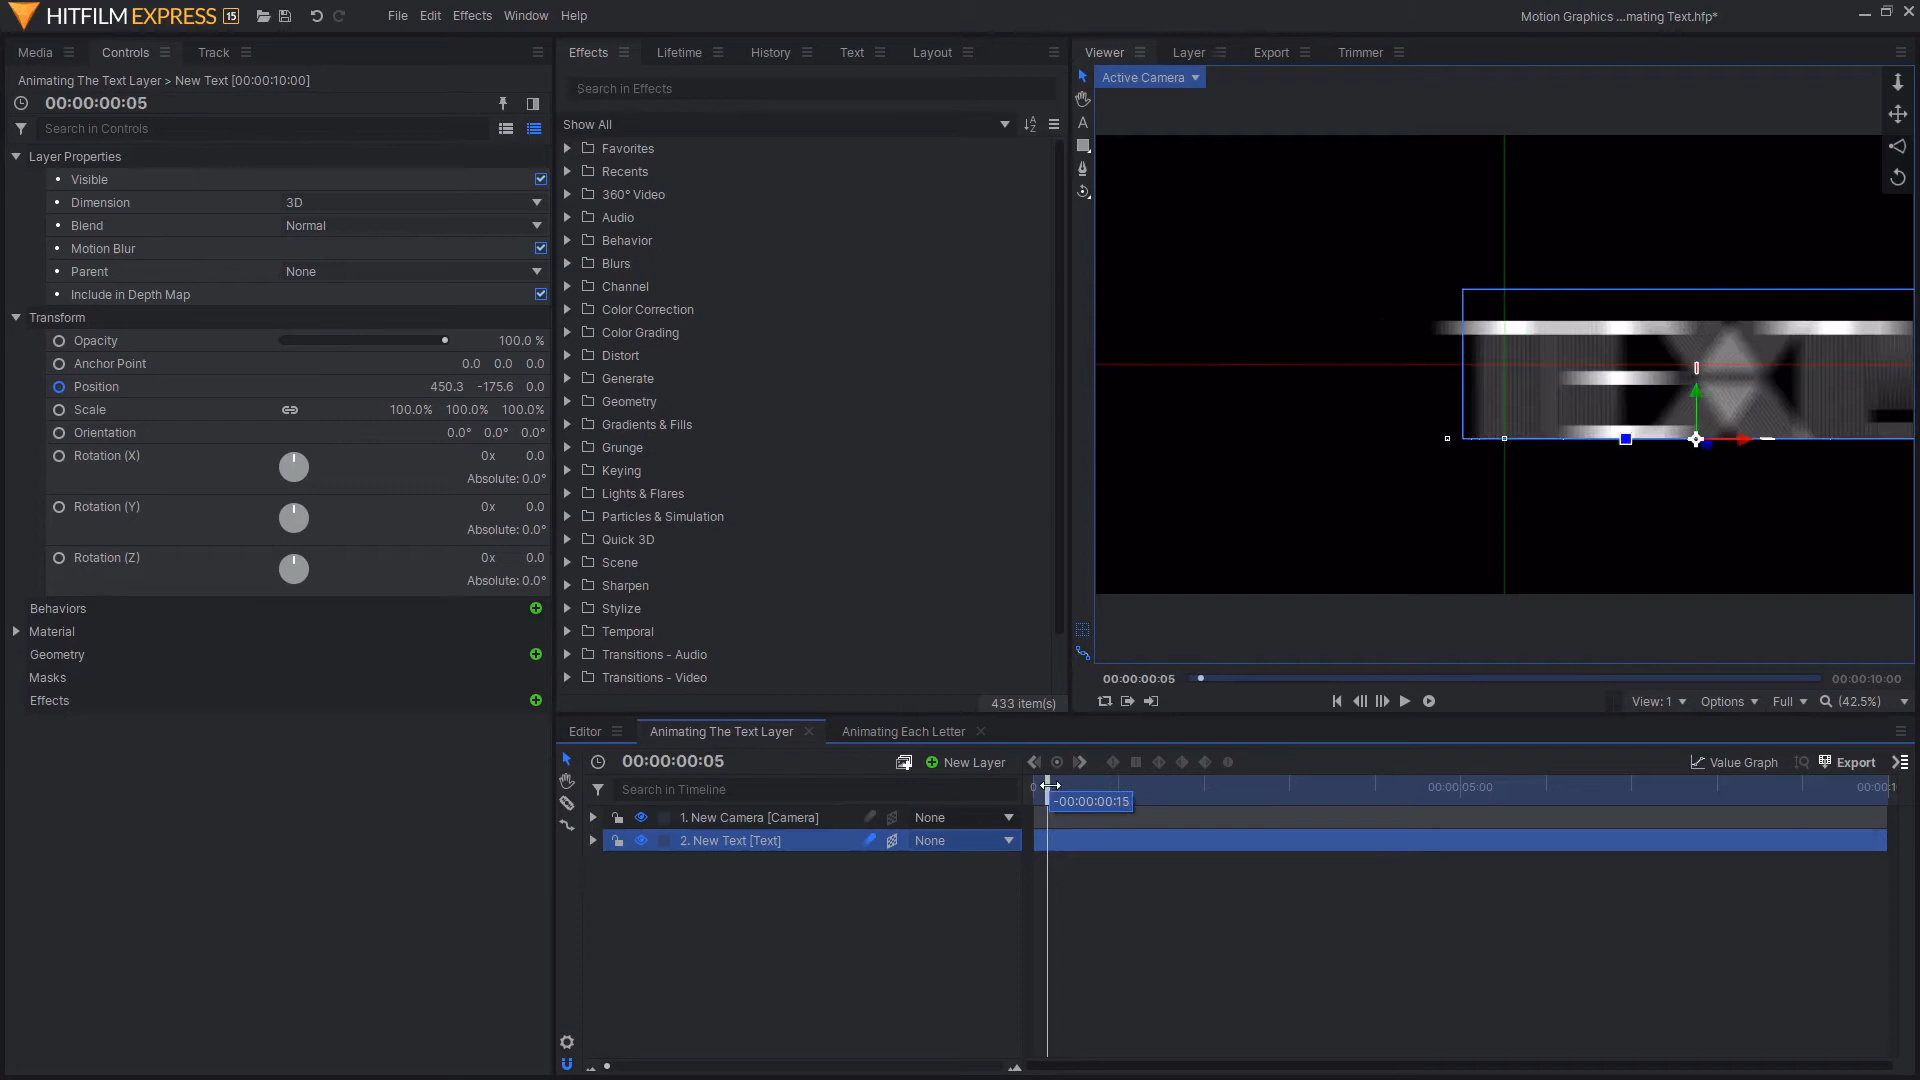 HITFILM EXPRESS 15
File Edit Effects Window Help
Motion Graphics ...mating Text.hfp*
Media Controls Track
Effects Lifetime History Text Layout
Viewer Layer Export Trimmer
Animating The Text Layer > New Text [00:00:10:00]
00:00:00:05
Search in Controls
Layer Properties
Visible
Dimension 3D
Blend Normal
Motion Blur
Parent None
Include in Depth Map
Transform
Opacity 100.0 %
Anchor Point 0.0 0.0 0.0
Position 450.3 -175.6 0.0
Scale 100.0% 100.0% 100.0%
Orientation 0.0° 0.0° 0.0°
Rotation (X) 0x 0.0
Absolute: 0.0°
Rotation (Y) 0x 0.0
Absolute: 0.0°
Rotation (Z) 0x 0.0
Absolute: 0.0°
Behaviors
Material
Geometry
Masks
Effects
Search in Effects
Show All
Favorites
Recents
360° Video
Audio
Behavior
Blurs
Channel
Color Correction
Color Grading
Distort
Generate
Geometry
Gradients & Fills
Grunge
Keying
Lights & Flares
Particles & Simulation
Quick 3D
Scene
Sharpen
Stylize
Temporal
Transitions - Audio
Transitions - Video
433 item(s)
Active Camera
A
00:00:00:05 00:00:10:00
View: 1 Options Full (42.5%)
Editor Animating The Text Layer Animating Each Letter
00:00:00:05 New Layer Value Graph Export
Search in Timeline
0 00:00:05:00 00:00:1
-00:00:00:15
1. New Camera [Camera] None
2. New Text [Text] None